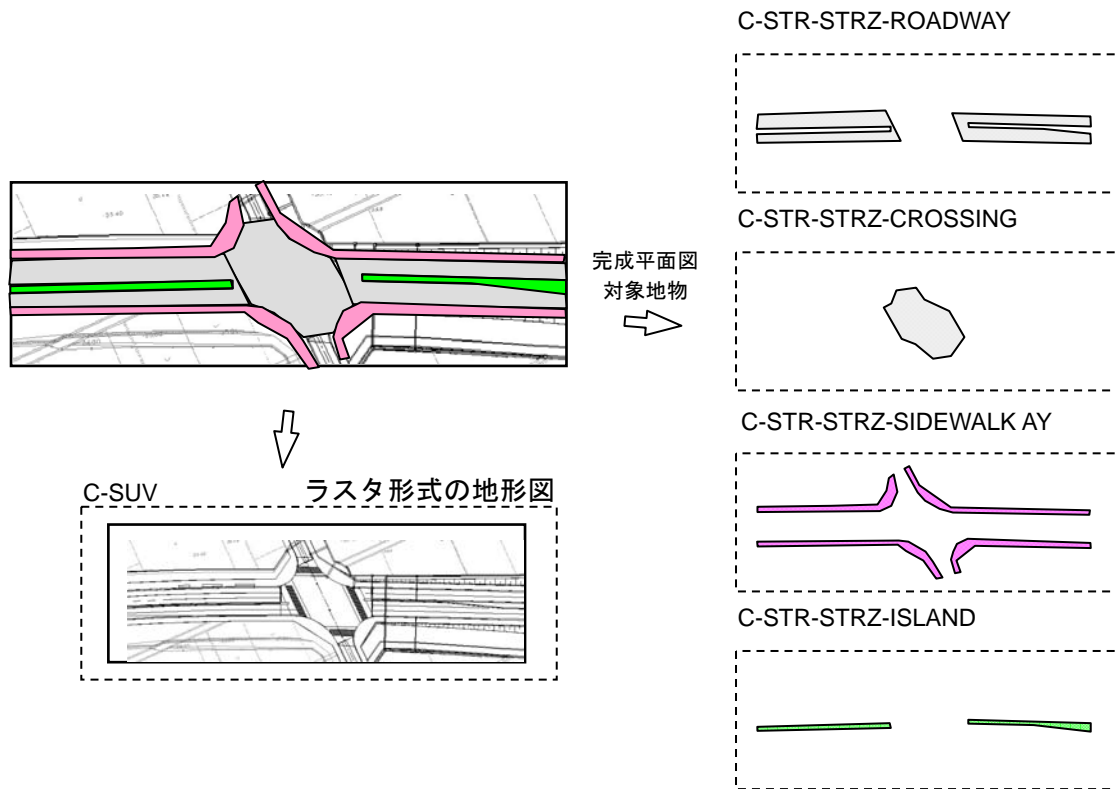 C-STR-STRZ-ROADWAY
C-STR-STRZ-CROSSING
完成平面図
対象地物
C-STR-STRZ-SIDEWALK AY
C-SUV
ラスタ形式の地形図
C-STR-STRZ-ISLAND